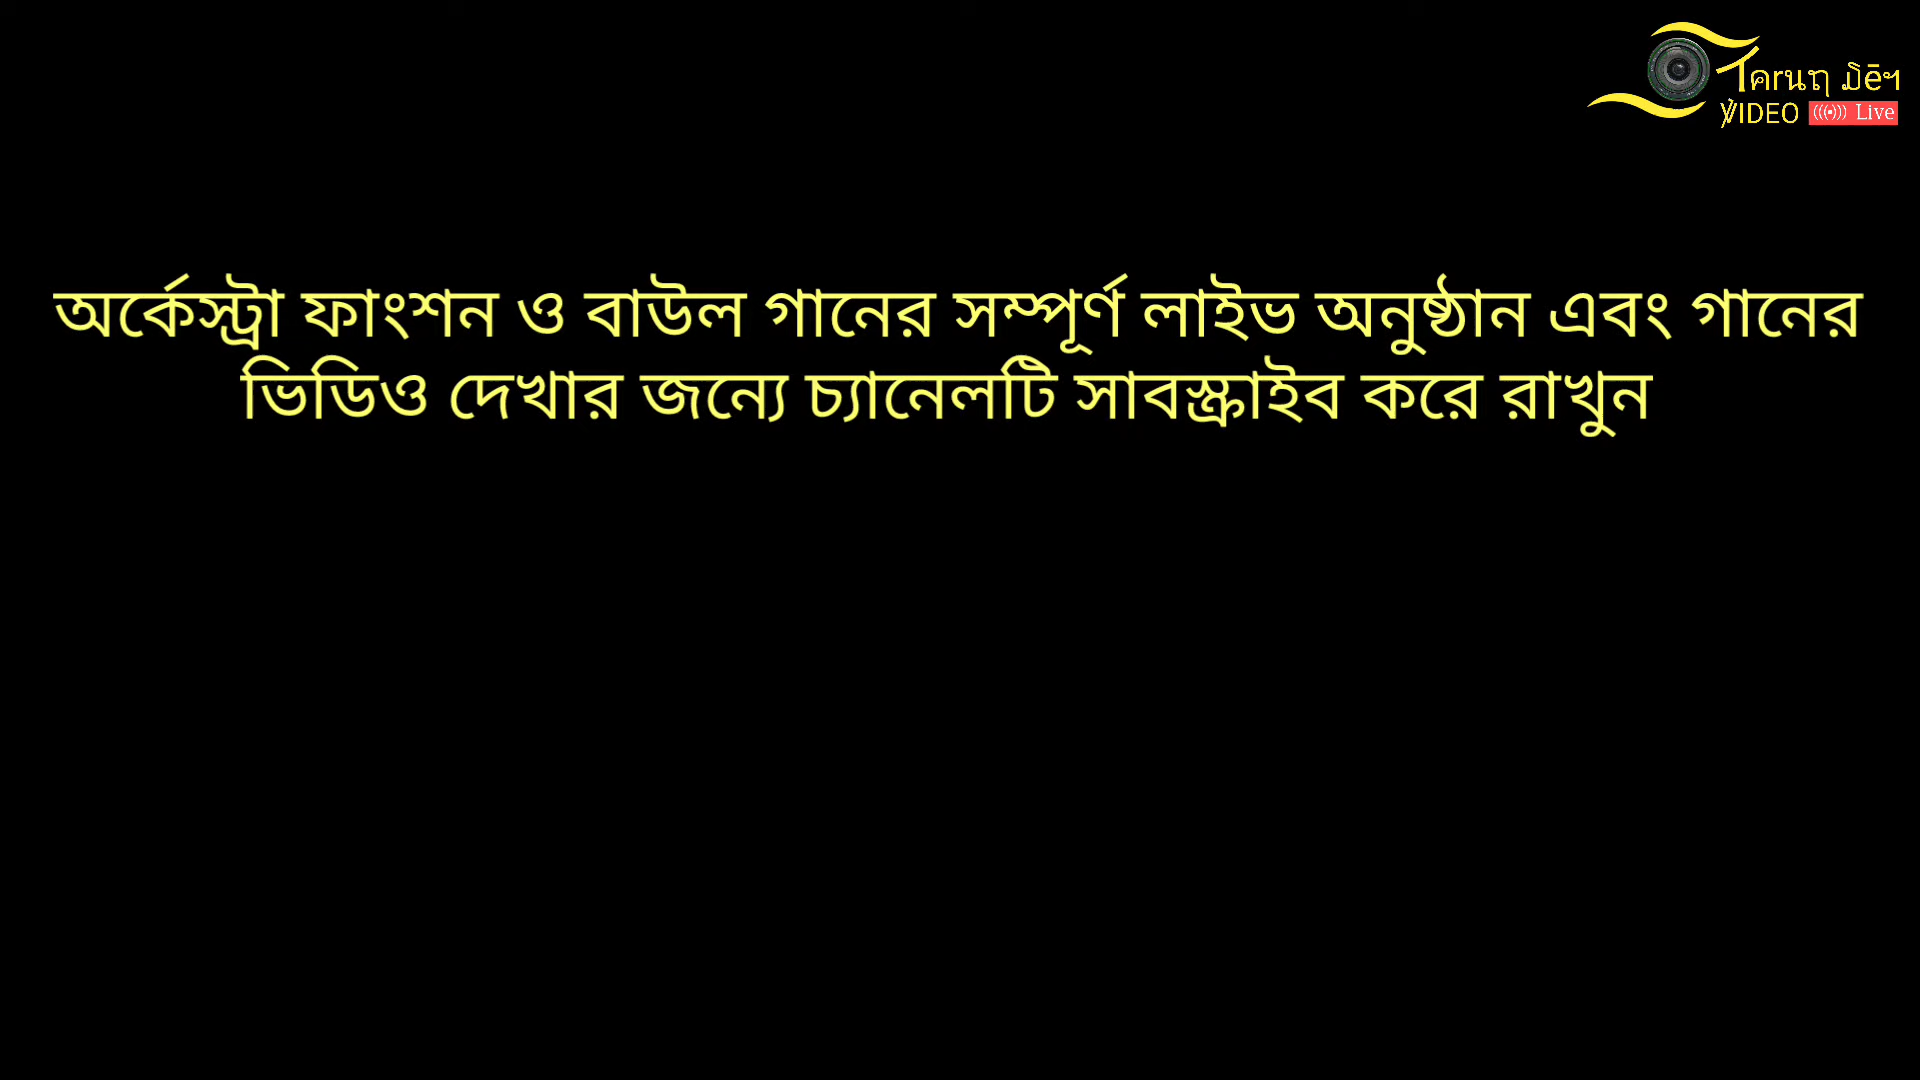 VIDEO Live
অর্কেস্ট্রা ফাংশন ও বাউল গানের সম্পূর্ণ লাইভ অনুষ্ঠান এবং গানের
ভিডিও দেখার জন্যে চ্যানেলটি সাবস্ক্রাইব করে রাখুন